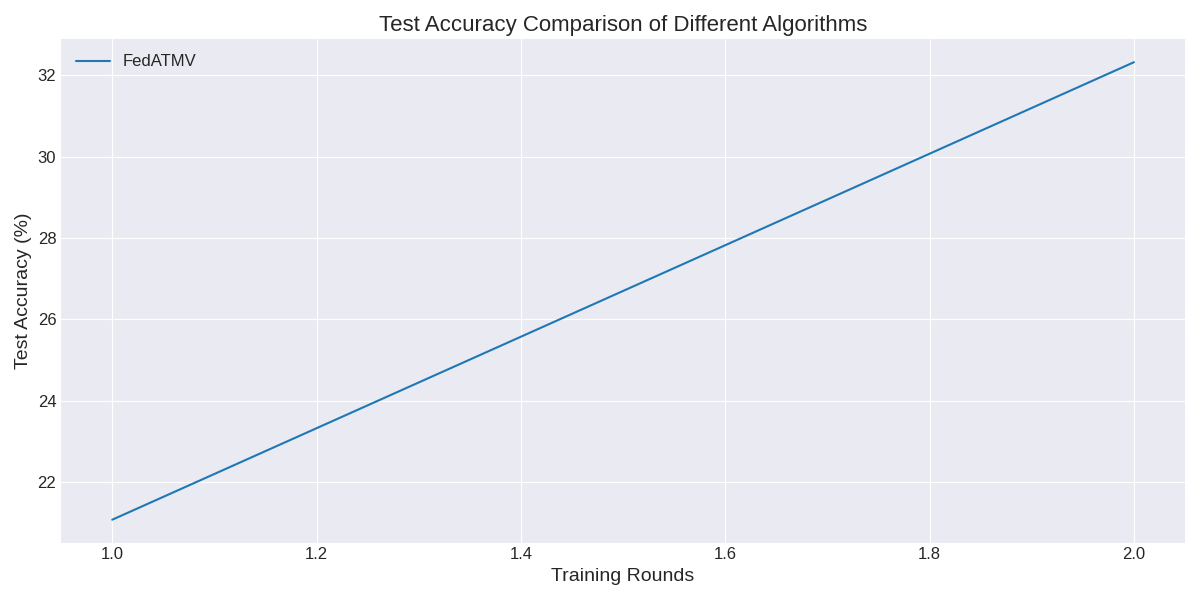 Test Accuracy Comparison of Different Algorithms
FedATMV
32
30
28
26
24
22
Test Accuracy (%)
1.0 1.2 1.4 1.6 1.8 2.0
Training Rounds